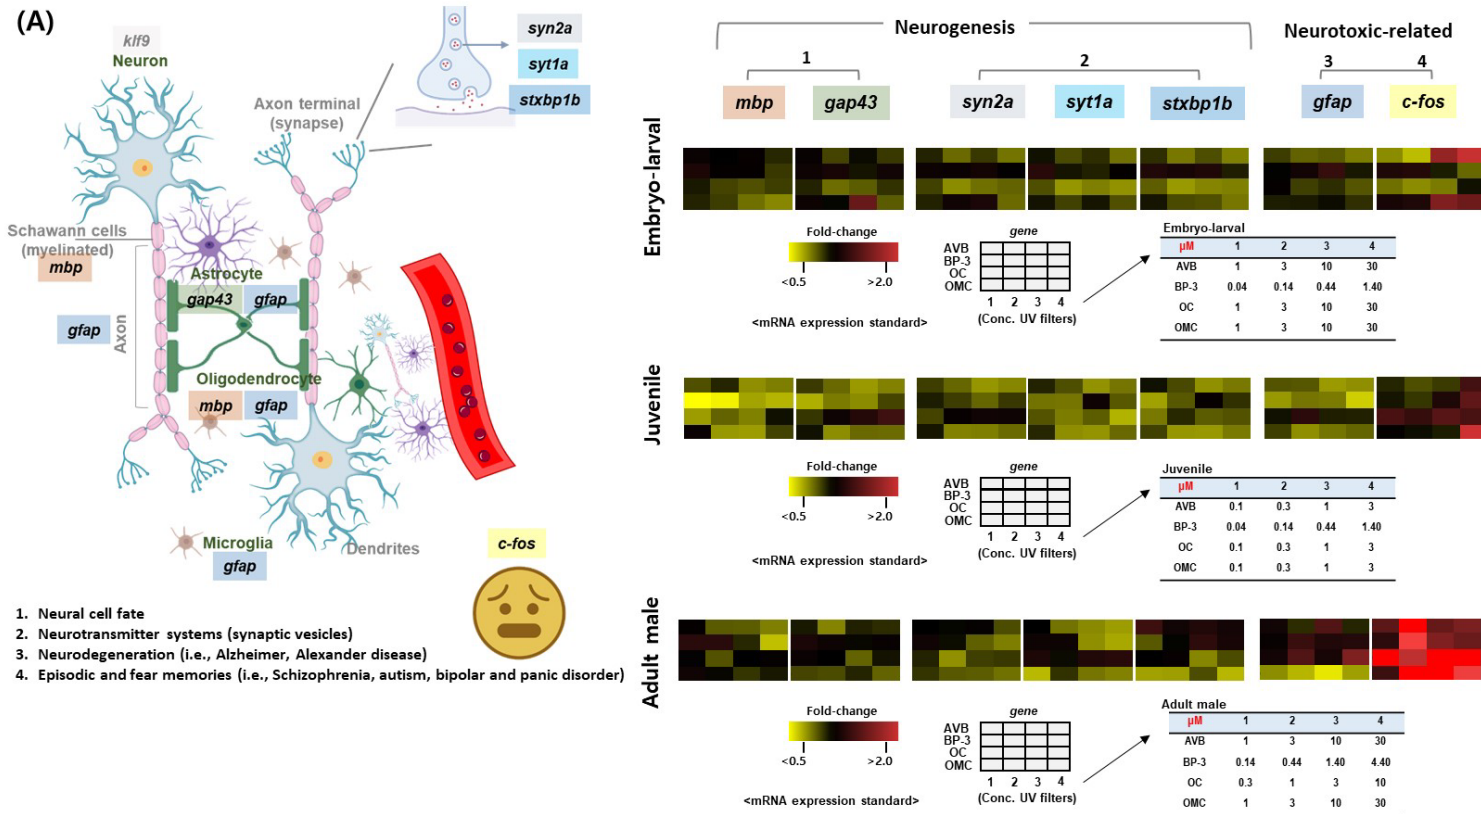 (A)
klf9
Neuron
syn2a
syt1a
stxbp1b
Axon terminal
(synapse)
Schawann cells
(myelinated)
mbp
Astrocyte
gap43 gfap
gfap
Axon
Oligodendrocyte
mbp gfap
Microglia
gfap
Dendrites
c-fos
1. Neural cell fate
2. Neurotransmitter systems (synaptic vesicles)
3. Neurodegeneration (i.e., Alzheimer, Alexander disease)
4. Episodic and fear memories (i.e., Schizophrenia, autism, bipolar and panic disorder)
Neurogenesis Neurotoxic-related
1 2 3 4
mbp gap43 syn2a syt1a stxbp1b gfap c-fos
Embryo-larval
Fold-change
<0.5 >2.0
<mRNA expression standard>
gene
AVB
BP-3
OC
OMC
1 2 3 4
(Conc. UV filters)
Embryo-larval
µM 1 2 3 4
AVB 1 3 10 30
BP-3 0.04 0.14 0.44 1.40
OC 1 3 10 30
OMC 1 3 10 30
Juvenile
Fold-change
<0.5 >2.0
<mRNA expression standard>
gene
AVB
BP-3
OC
OMC
1 2 3 4
(Conc. UV filters)
Juvenile
µM 1 2 3 4
AVB 0.1 0.3 1 3
BP-3 0.04 0.14 0.44 1.40
OC 0.1 0.3 1 3
OMC 0.1 0.3 1 3
Adult male
Fold-change
<0.5 >2.0
<mRNA expression standard>
gene
AVB
BP-3
OC
OMC
1 2 3 4
(Conc. UV filters)
Adult male
µM 1 2 3 4
AVB 1 3 10 30
BP-3 0.14 0.44 1.40 4.40
OC 0.3 1 3 10
OMC 1 3 10 30